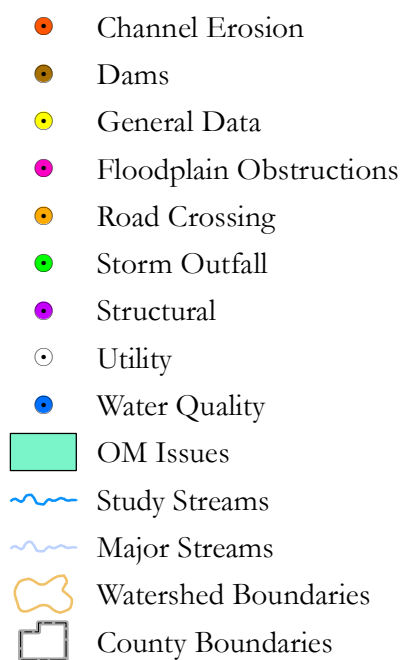 Channel Erosion
Dams
General Data
Floodplain Obstructions
Road Crossing
Storm Outfall
Structural
Utility
Water Quality
OM Issues
Study Streams
Major Streams
Watershed Boundaries
County Boundaries